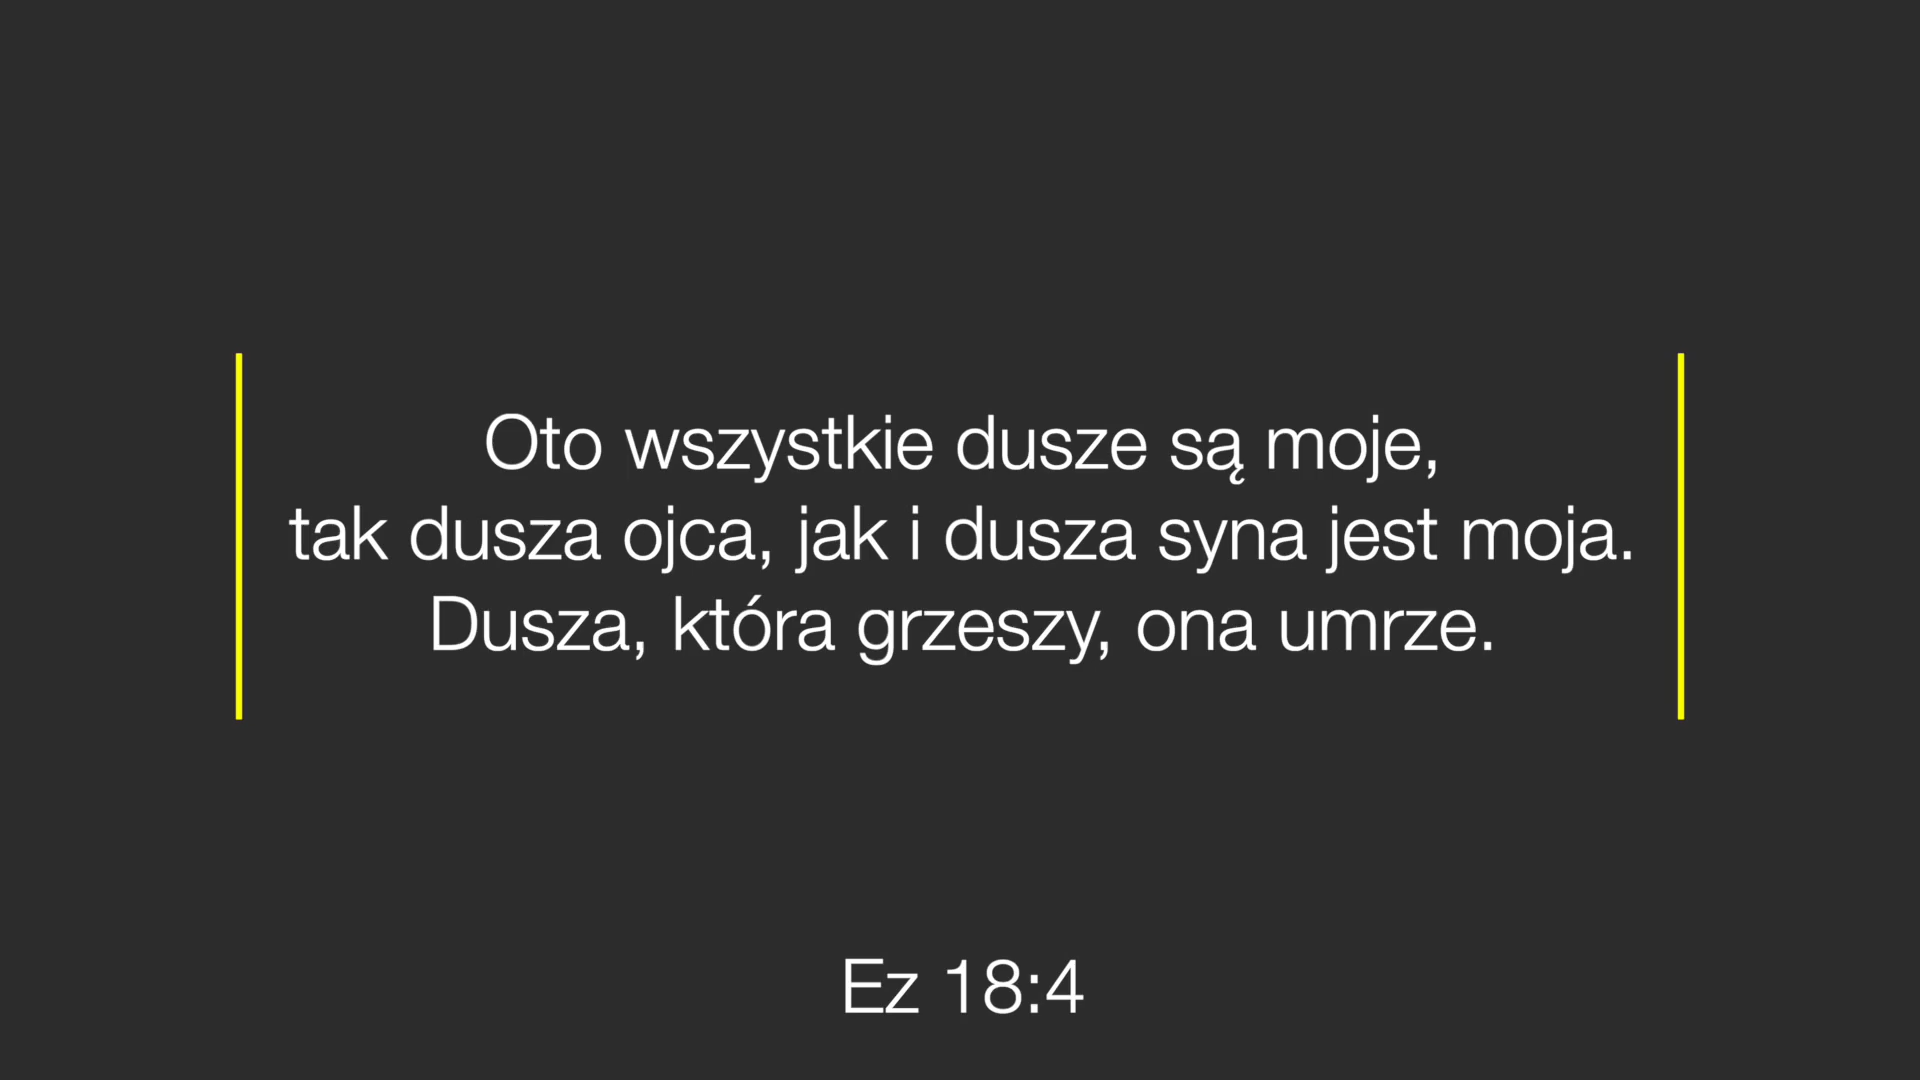 Oto wszystkie dusze są moje,
tak dusza ojca, jak i dusza syna jest moja.
Dusza, która grzeszy, ona umrze.
Ez 18:4